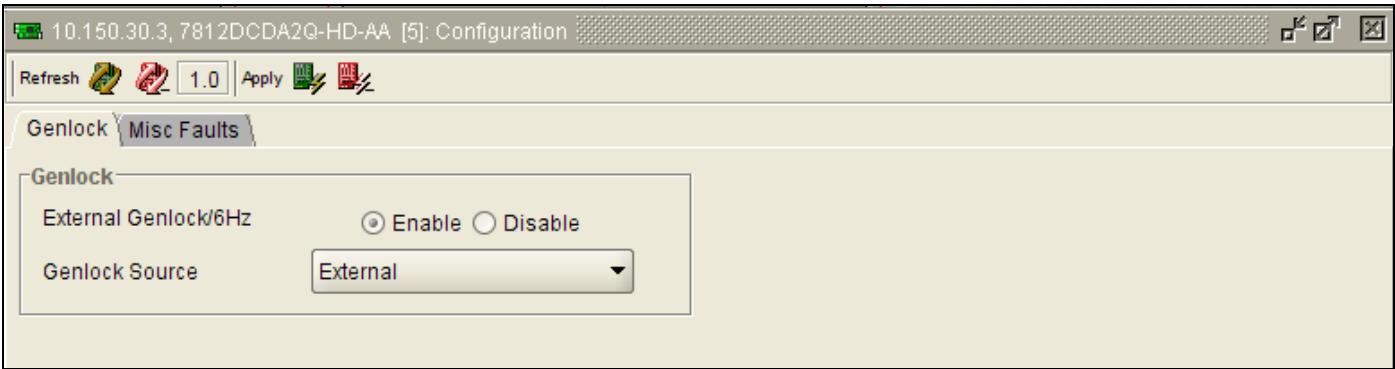 10.150.30.3, 7812DCDA2Q-HD-AA [5]: Configuration
Refresh 1.0 Apply
Genlock Misc Faults
Genlock
External Genlock/6Hz Enable Disable
Genlock Source External